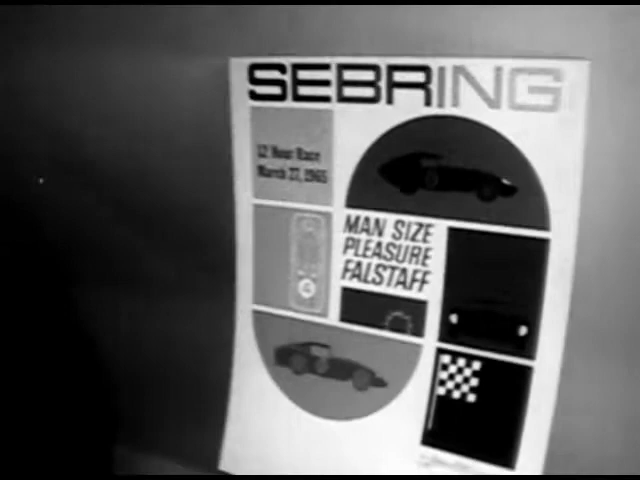 SEBRING
12 Hour Race
March 27, 1965
MAN SIZE
PLEASURE
FALSTAFF